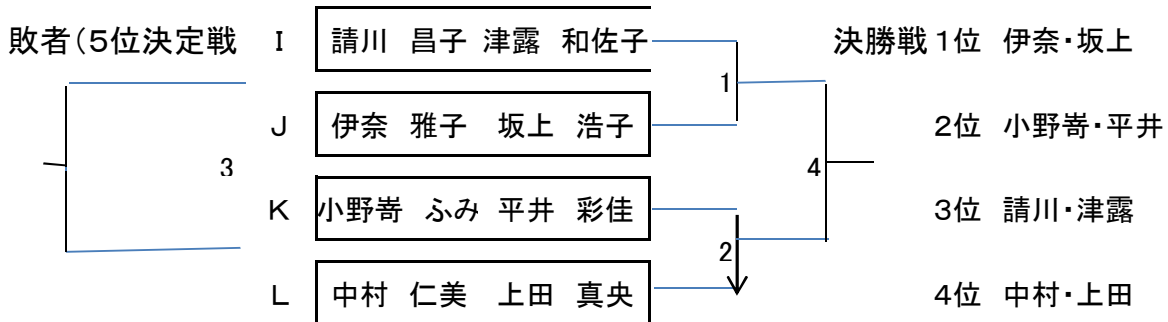 敗者(5位決定戦 I 請川 昌子 津露 和佐子 決勝戦 1位 伊奈・坂上
1
J 伊奈 雅子 坂上 浩子 2位 小野嵜・平井
3 4
K 小野嵜 ふみ 平井 彩佳 3位 請川・津露
2
L 中村 仁美 上田 真央 4位 中村・上田